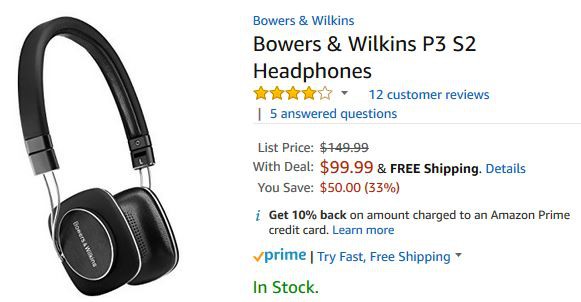 Bowers & Wilkins
Bowers & Wilkins P3 S2
Headphones
12 customer reviews
| 5 answered questions
List Price: $149.99
With Deal: $99.99 & FREE Shipping. Details
You Save: $50.00 (33%)
i Get 10% back on amount charged to an Amazon Prime
credit card. Learn more
prime | Try Fast, Free Shipping
In Stock.
Bowers & Wilkins